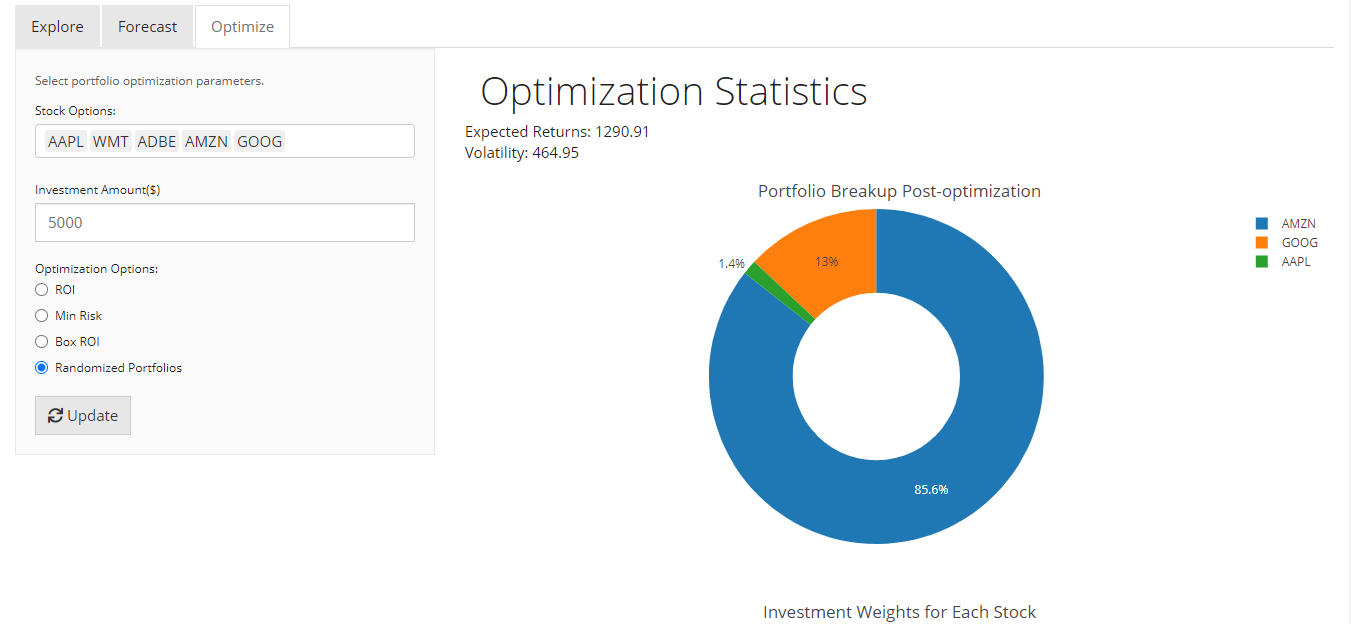 Explore Forecast Optimize
Select portfolio optimization parameters.
Stock Options:
AAPL WMT ADBE AMZN GOOG
Investment Amount($)
5000
Optimization Options:
ROI
Min Risk
Box ROI
Randomized Portfolios
Update
Optimization Statistics
Expected Returns: 1290.91
Volatility: 464.95
Portfolio Breakup Post-optimization
AMZN
GOOG
AAPL
1.4%
13%
85.6%
Investment Weights for Each Stock